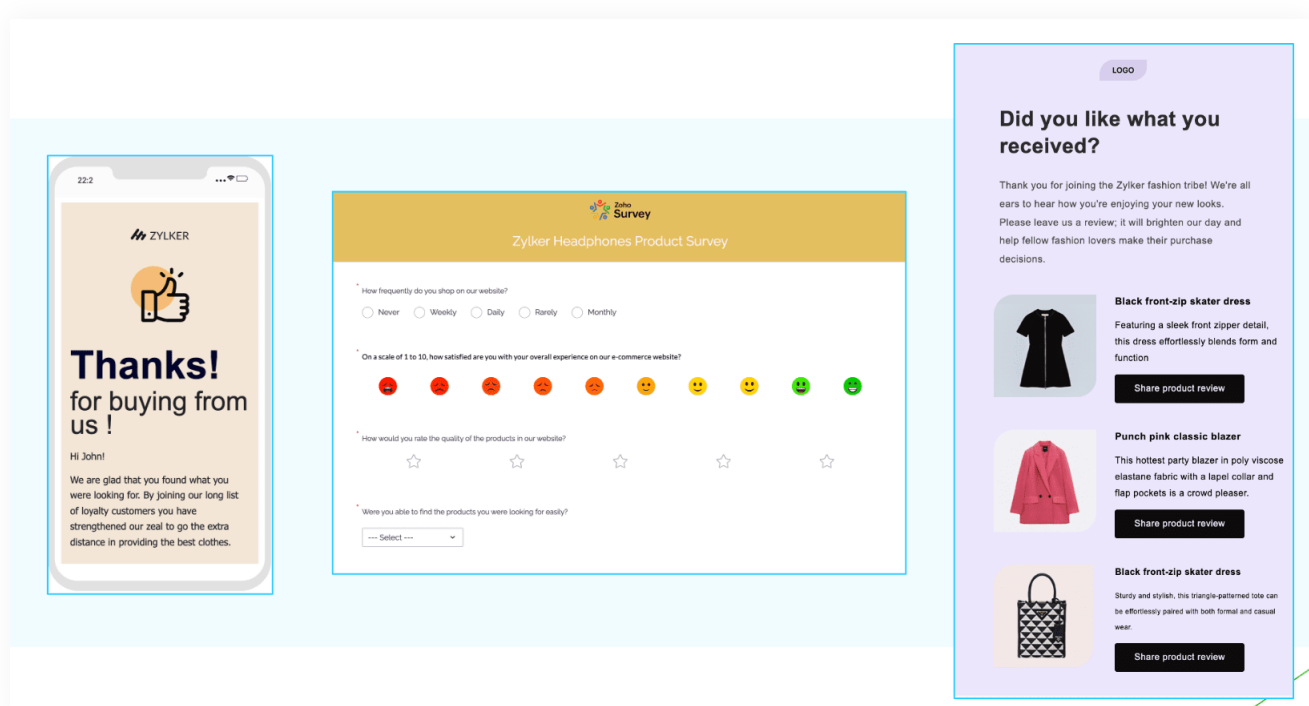 22:2
ZYLKER
Thanks!
for buying from
us !
Hi John!
We are glad that you found what you
were looking for. By joining our long list
of loyalty customers you have
strengthened our zeal to go the extra
distance in providing the best clothes.
Zoho
Survey
Zylker Headphones Product Survey
* How frequently do you shop on our website?
Never Weekly Daily Rarely Monthly
* On a scale of 1 to 10, how satisfied are you with your overall experience on our e-commerce website?
* How would you rate the quality of the products in our website?
* Were you able to find the products you were looking for easily?
--- Select ---
LOGO
Did you like what you
received?
Thank you for joining the Zylker fashion tribe! We're all
ears to hear how you're enjoying your new looks.
Please leave us a review; it will brighten our day and
help fellow fashion lovers make their purchase
decisions.
Black front-zip skater dress
Featuring a sleek front zipper detail,
this dress effortlessly blends form and
function
Share product review
Punch pink classic blazer
This hottest party blazer in poly viscose
elastane fabric with a lapel collar and
flap pockets is a crowd pleaser.
Share product review
Black front-zip skater dress
Sturdy and stylish, this triangle-patterned tote can
be effortlessly paired with both formal and casual
wear.
Share product review